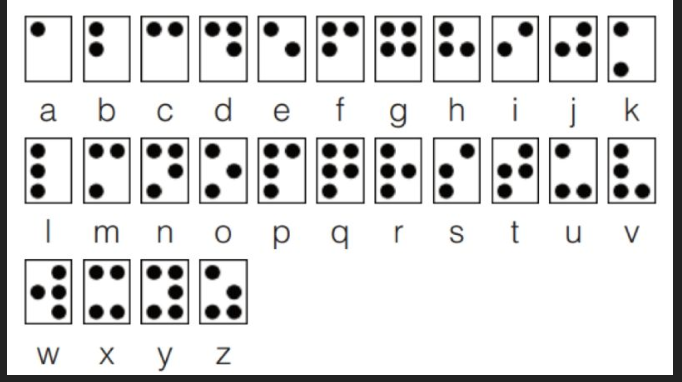 a b c d e f g h i j k
l m n o p q r s t u v
w x y z